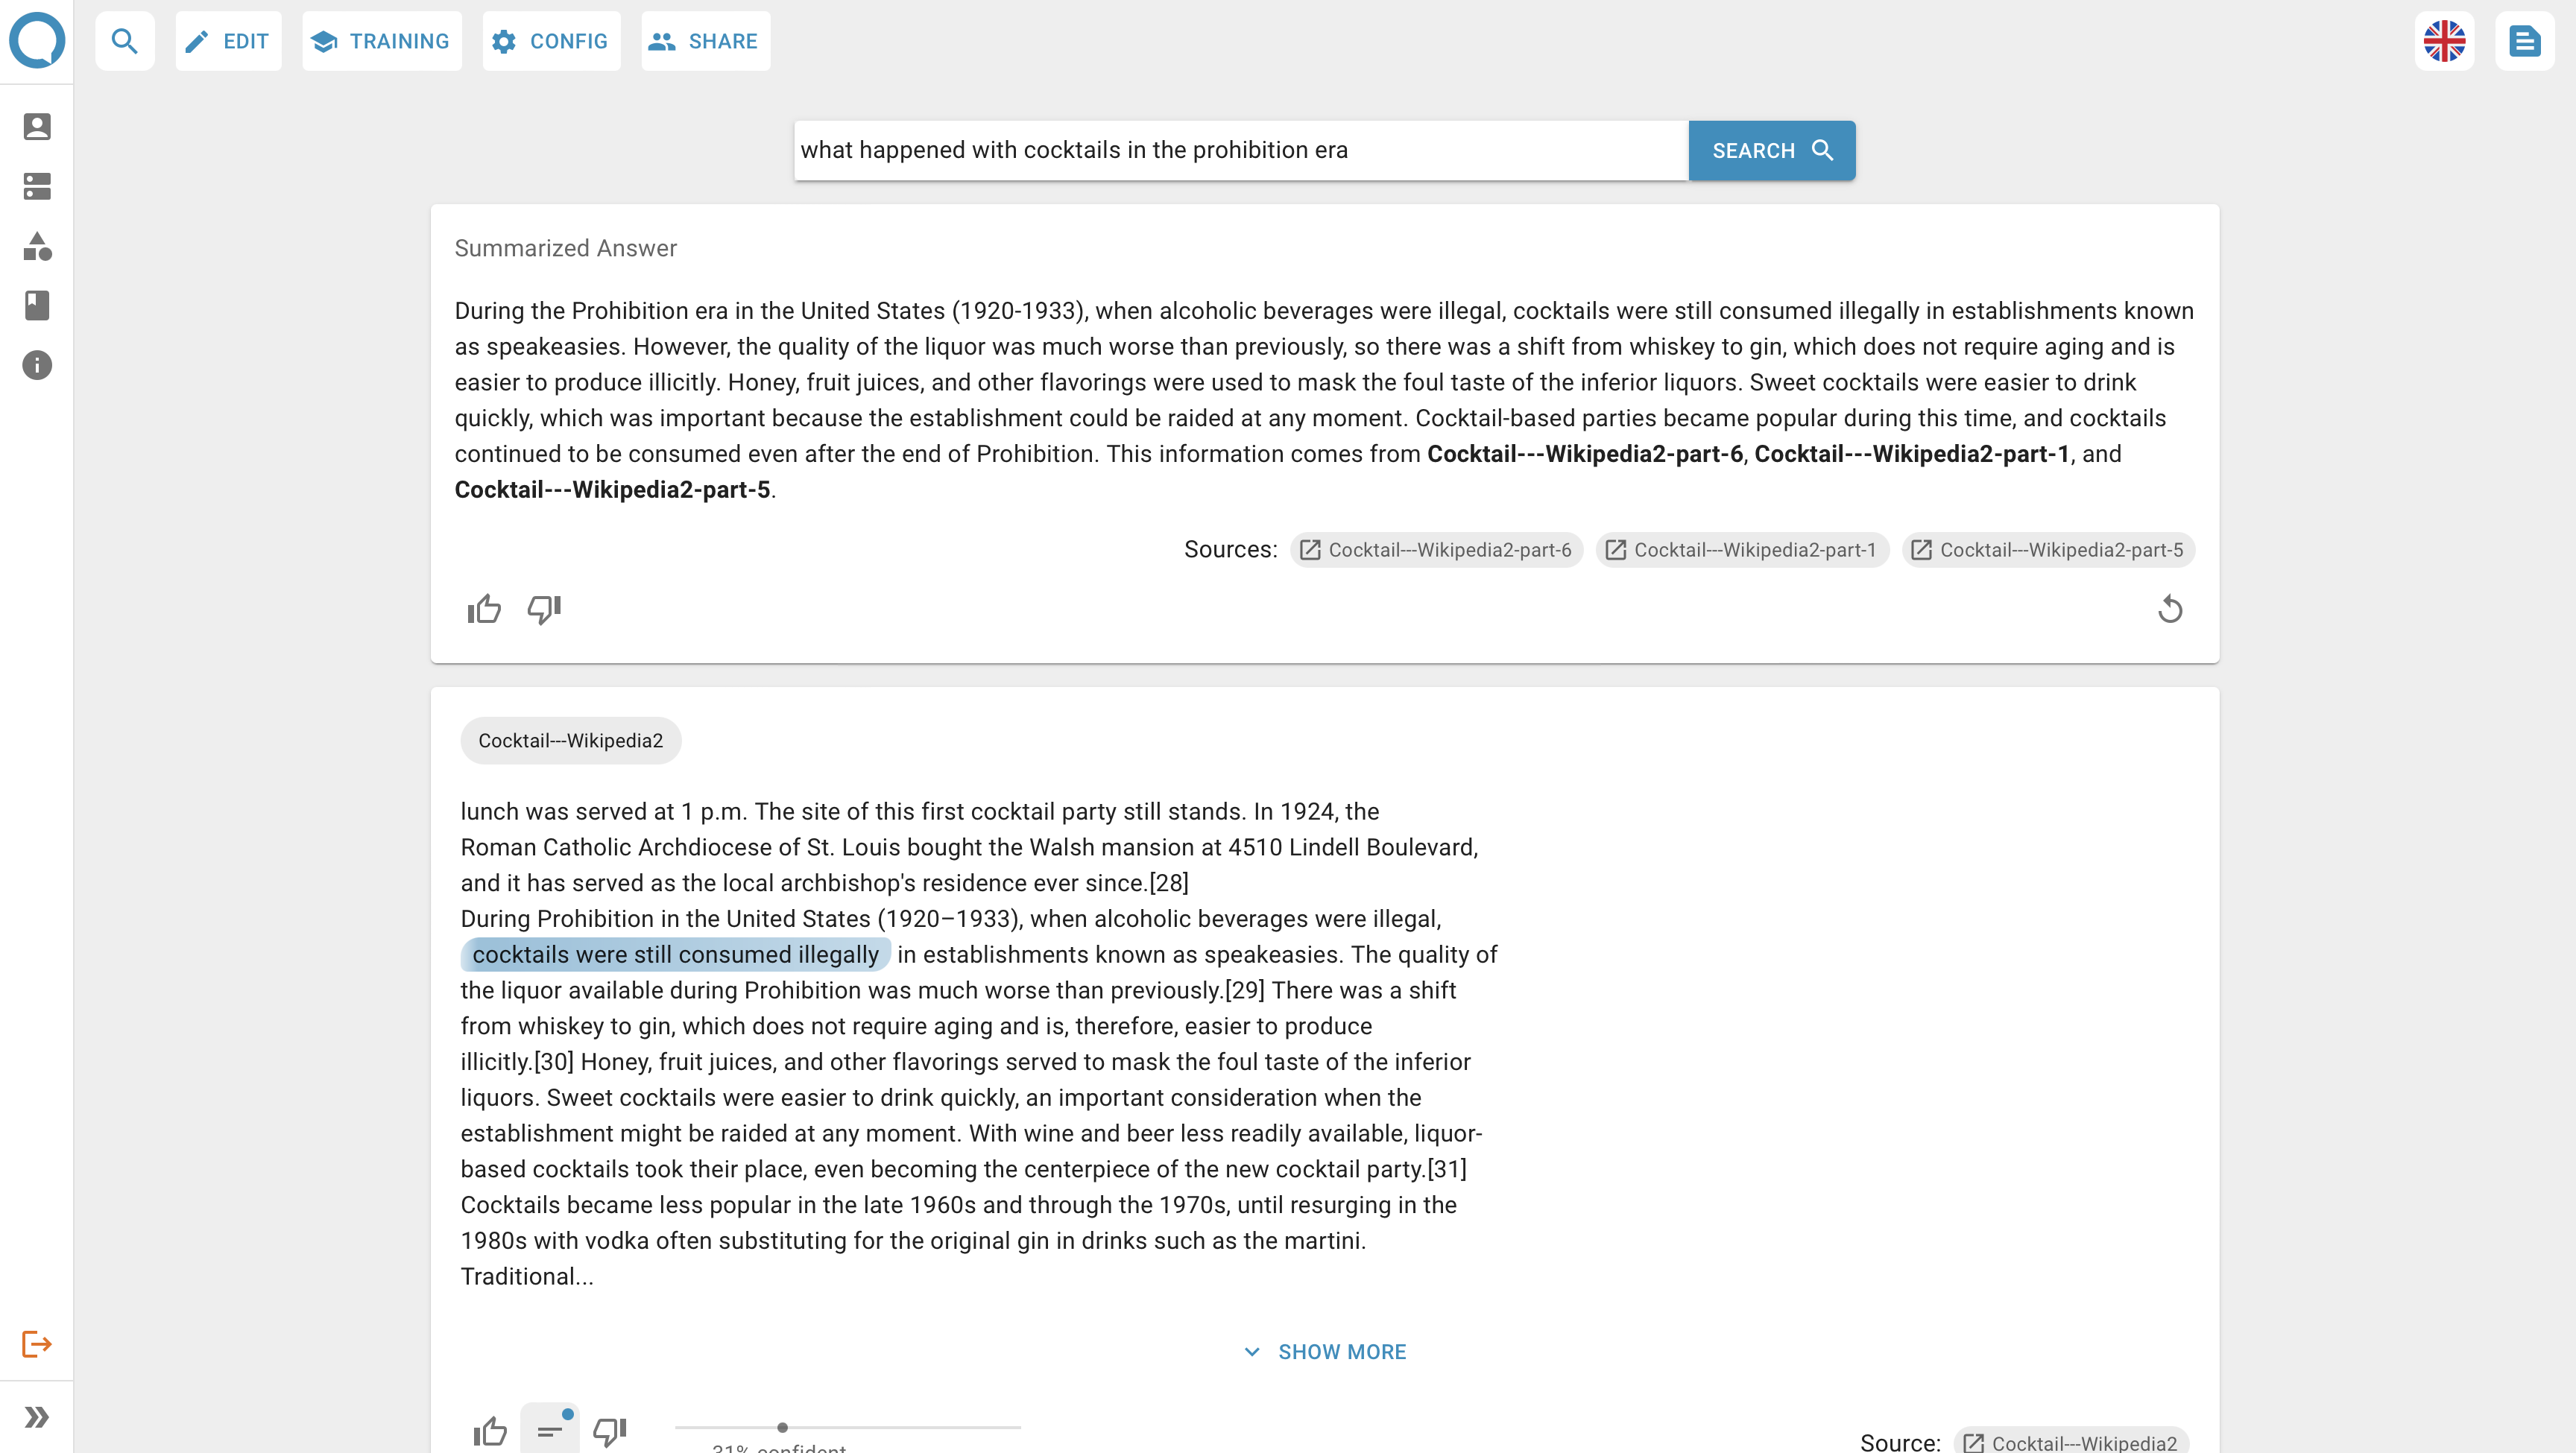 EDIT
TRAINING
CONFIG
SHARE
what happened with cocktails in the prohibition era
SEARCH
Summarized Answer
During the Prohibition era in the United States (1920-1933), when alcoholic beverages were illegal, cocktails were still consumed illegally in establishments known
as speakeasies. However, the quality of the liquor was much worse than previously, so there was a shift from whiskey to gin, which does not require aging and is
easier to produce illicitly. Honey, fruit juices, and other flavorings were used to mask the foul taste of the inferior liquors. Sweet cocktails were easier to drink
quickly, which was important because the establishment could be raided at any moment. Cocktail-based parties became popular during this time, and cocktails
continued to be consumed even after the end of Prohibition. This information comes from Cocktail---Wikipedia2-part-6, Cocktail---Wikipedia2-part-1, and
Cocktail---Wikipedia2-part-5.
Sources: Cocktail---Wikipedia2-part-6 Cocktail---Wikipedia2-part-1 Cocktail---Wikipedia2-part-5
Cocktail---Wikipedia2
lunch was served at 1 p.m. The site of this first cocktail party still stands. In 1924, the
Roman Catholic Archdiocese of St. Louis bought the Walsh mansion at 4510 Lindell Boulevard,
and it has served as the local archbishop's residence ever since.[28]
During Prohibition in the United States (1920–1933), when alcoholic beverages were illegal,
cocktails were still consumed illegally in establishments known as speakeasies. The quality of
the liquor available during Prohibition was much worse than previously.[29] There was a shift
from whiskey to gin, which does not require aging and is, therefore, easier to produce
illicitly.[30] Honey, fruit juices, and other flavorings served to mask the foul taste of the inferior
liquors. Sweet cocktails were easier to drink quickly, an important consideration when the
establishment might be raided at any moment. With wine and beer less readily available, liquor-
based cocktails took their place, even becoming the centerpiece of the new cocktail party.[31]
Cocktails became less popular in the late 1960s and through the 1970s, until resurging in the
1980s with vodka often substituting for the original gin in drinks such as the martini.
Traditional...
SHOW MORE
31% confident
Source: Cocktail---Wikipedia2